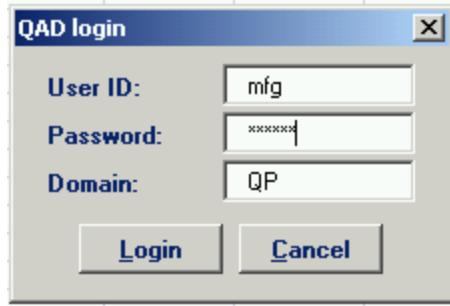 QAD login
User ID: mfg
Password: ******
Domain: QP
Login Cancel